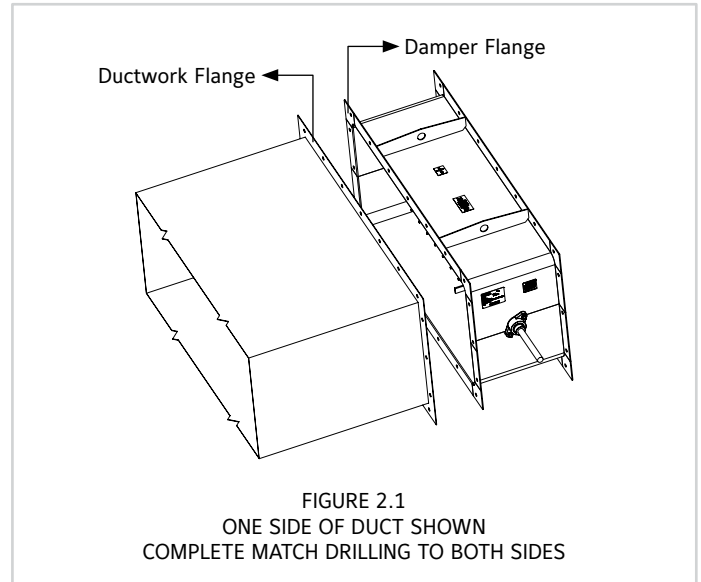 Damper Flange
Ductwork Flange
FIGURE 2.1
ONE SIDE OF DUCT SHOWN
COMPLETE MATCH DRILLING TO BOTH SIDES